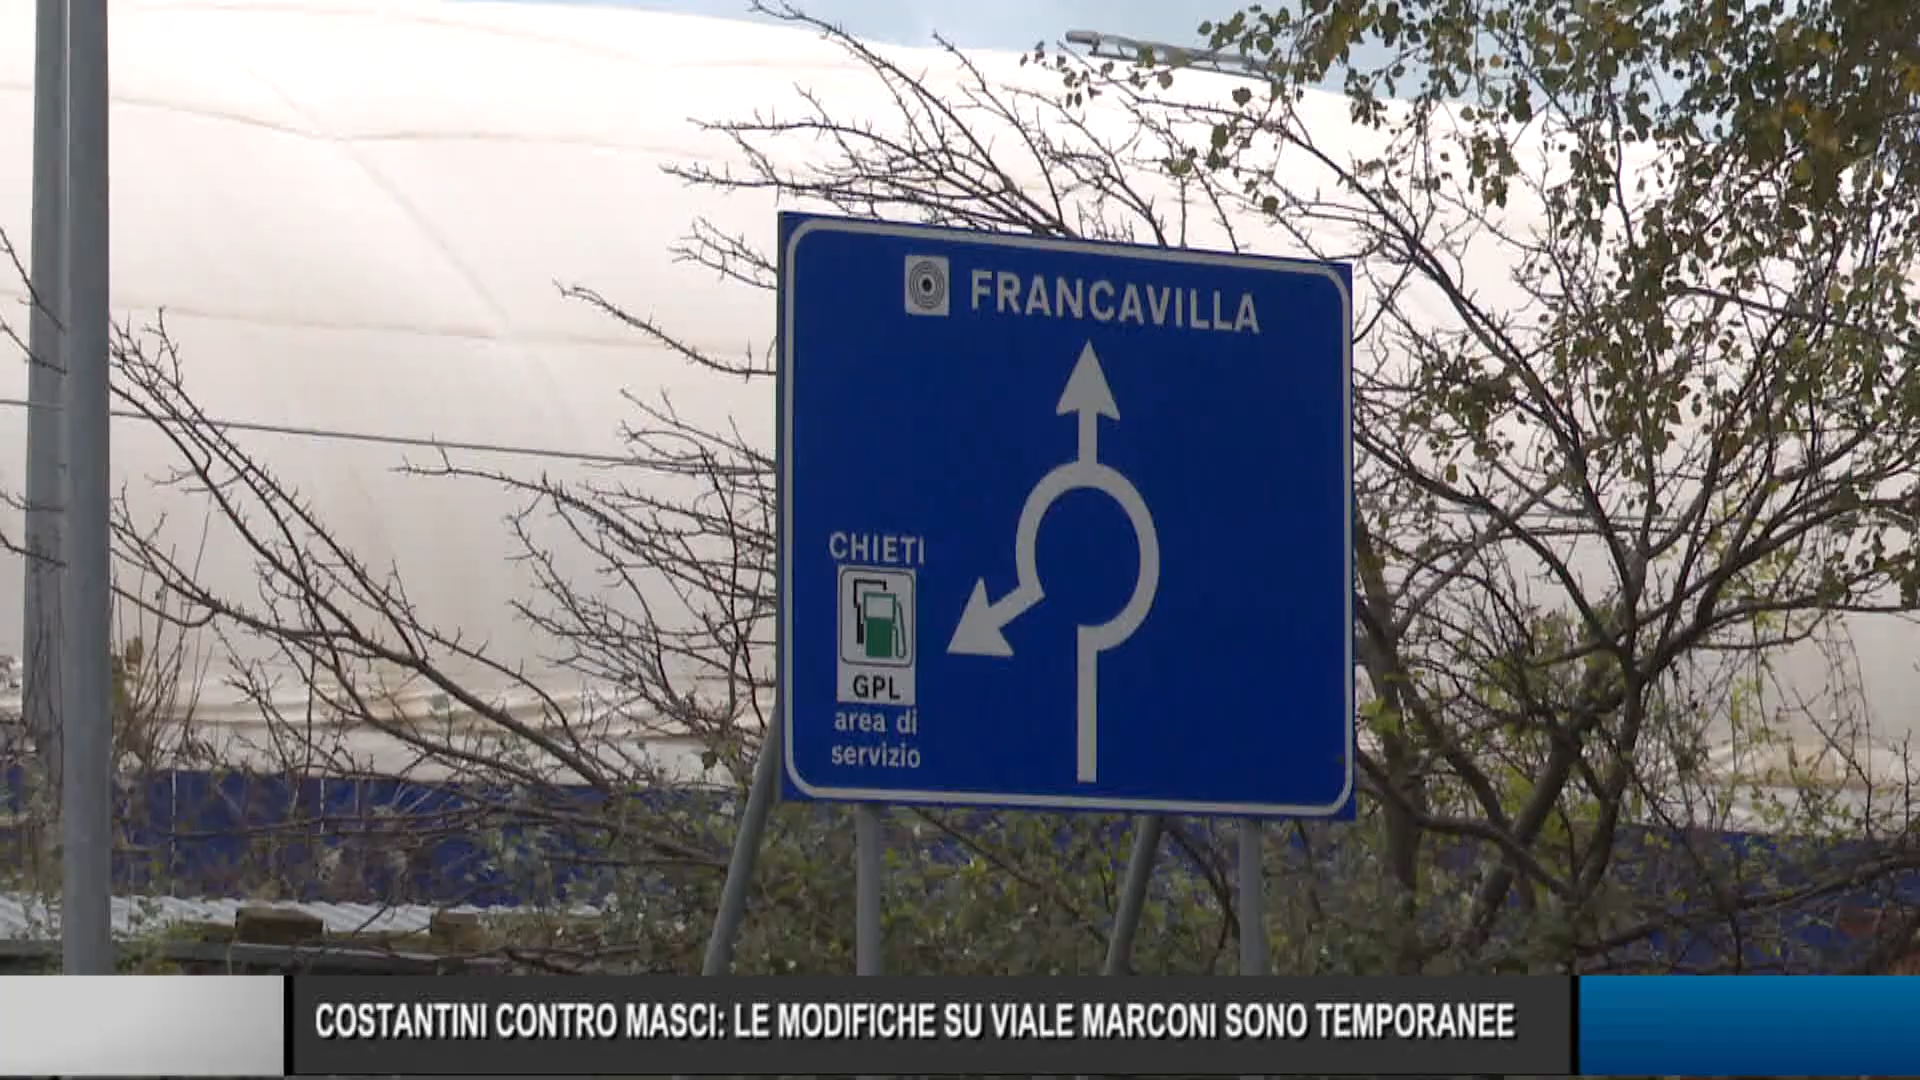 FRANCAVILLA
CHIETI
GPL
area di
servizio
COSTANTINI CONTRO MASCI: LE MODIFICHE SU VIALE MARCONI SONO TEMPORANEE